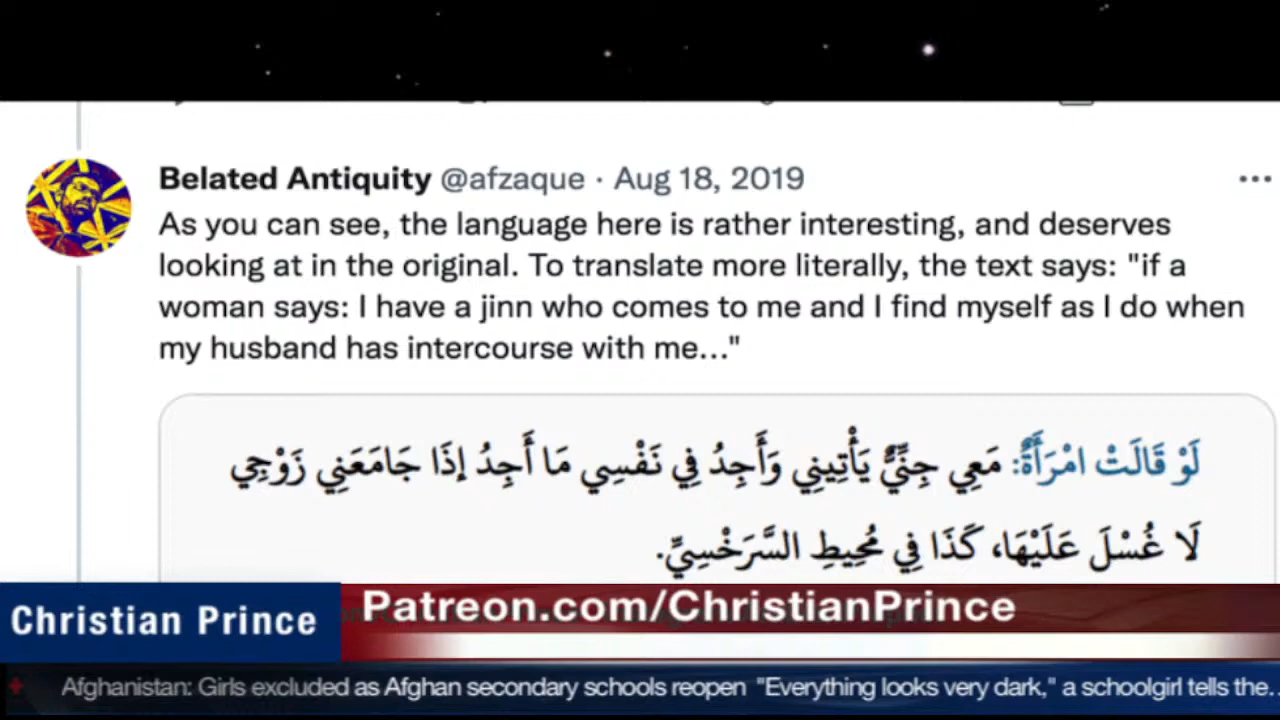 Belated Antiquity @afzaque · Aug 18, 2019
As you can see, the language here is rather interesting, and deserves
looking at in the original. To translate more literally, the text says: "if a
woman says: I have a jinn who comes to me and I find myself as I do when
my husband has intercourse with me..."
لَوْ قَالَتْ امْرَأَةٌ: مَعِي جِنِّيٌّ يَأْتِينِي وَأَجِدُ فِي نَفْسِي مَا أَجِدُ إذَا جَامَعَنِي زَوْجِي
لَا غُسْلَ عَلَيْهَا، كَذَا فِي مُحِيطِ السَّرَخْسِيِّ.
Patreon.com/ChristianPrince
Christian Prince
Afghanistan: Girls excluded as Afghan secondary schools reopen "Everything looks very dark," a schoolgirl tells the..